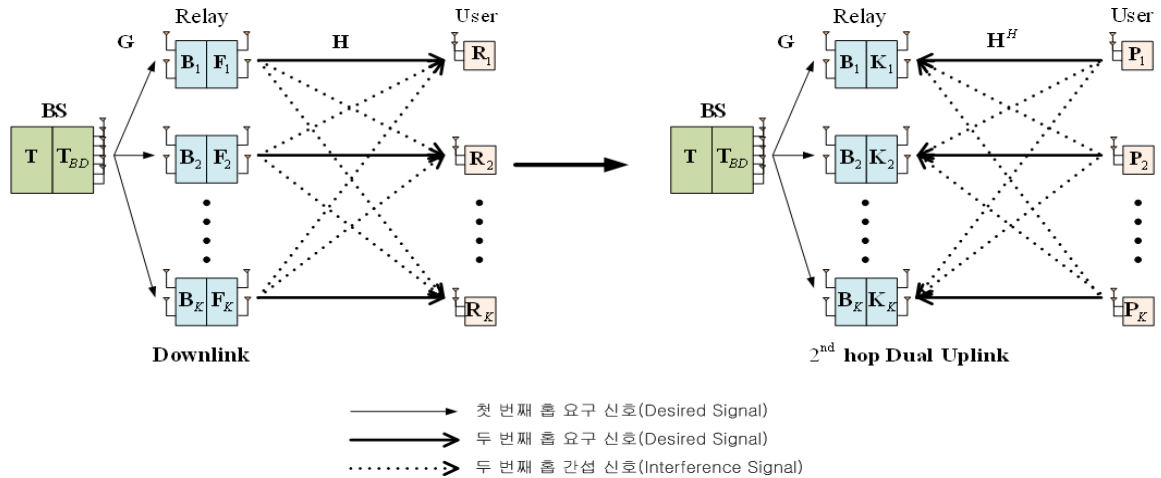 Relay User Relay User
G H G H^H
B_1 F_1 R_1 B_1 K_1 P_1
BS BS
T T_BD B_2 F_2 R_2 T T_BD B_2 K_2 P_2
B_K F_K R_K B_K K_K P_K
Downlink 2^nd hop Dual Uplink
첫 번째 홉 요구 신호(Desired Signal)
두 번째 홉 요구 신호(Desired Signal)
두 번째 홉 간섭 신호(Interference Signal)